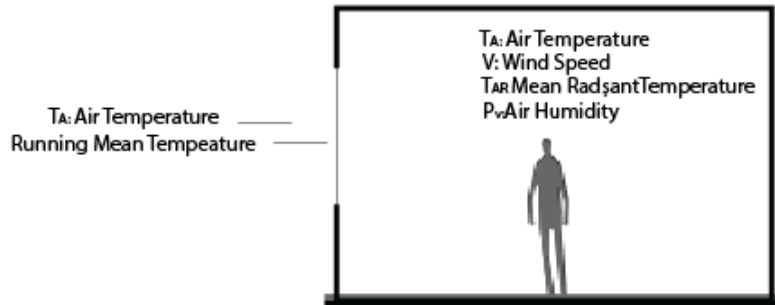 TA: Air Temperature
Running Mean Tempeature
TA: Air Temperature
V: Wind Speed
TAR Mean RadşantTemperature
Pv:Air Humidity